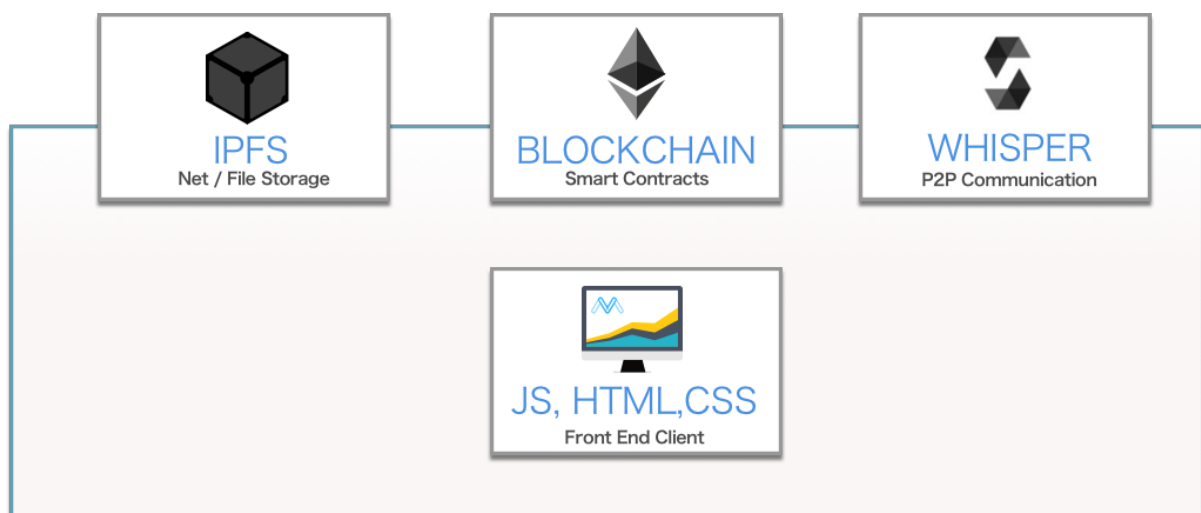 IPFS
Net / File Storage
BLOCKCHAIN
Smart Contracts
WHISPER
P2P Communication
JS, HTML,CSS
Front End Client